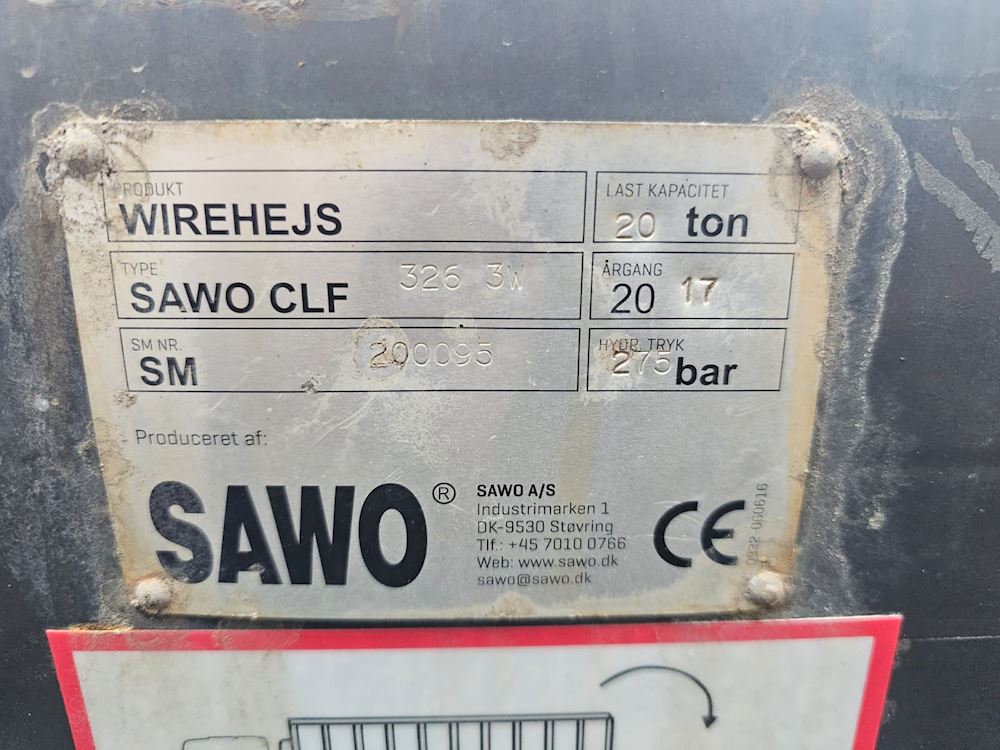 PRODUKT
WIREHEJS
LAST KAPACITET
20 ton
TYPE
SAWO CLF 326 3W
ÅRGANG
20 17
SM NR.
SM 200095
HYDR. TRYK
275 bar
Produceret af:
SAWO®
SAWO A/S
Industrimarken 1
DK-9530 Støvring
Tlf.: +45 7010 0766
Web: www.sawo.dk
sawo@sawo.dk
CE
0832-060616